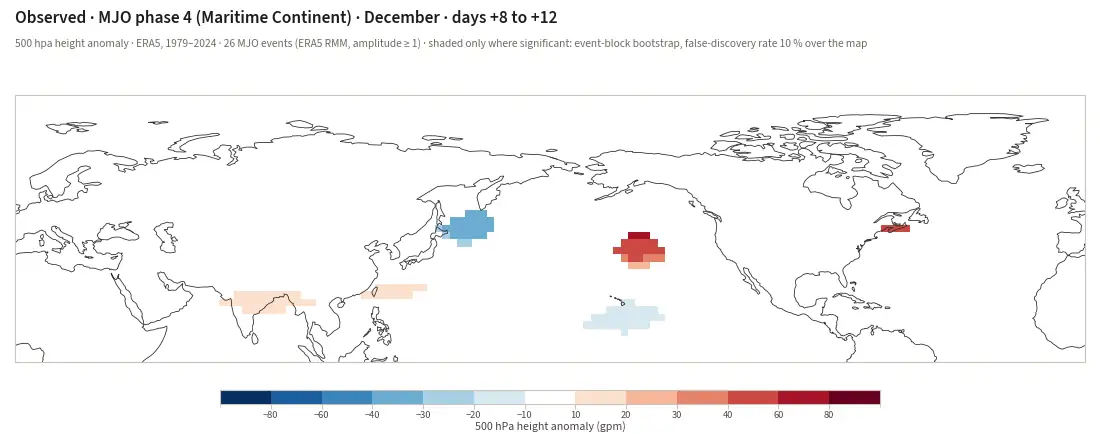 Observed · MJO phase 4 (Maritime Continent) · December · days +8 to +12
500 hpa height anomaly · ERA5, 1979–2024 · 26 MJO events (ERA5 RMM, amplitude ≥ 1) · shaded only where significant: event-block bootstrap, false-discovery rate 10 % over the map
−80 −60 −40 −30 −20 −10 10 20 30 40 60 80
500 hPa height anomaly (gpm)